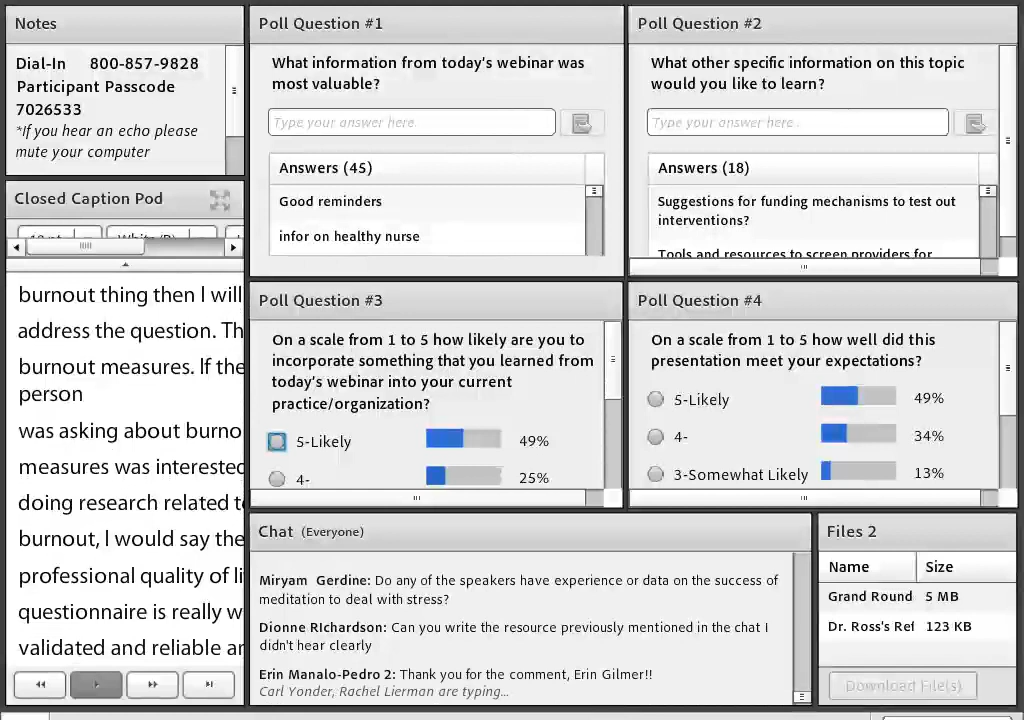 Notes
Dial-In 800-857-9828
Participant Passcode
7026533
*If you hear an echo please
mute your computer
Closed Caption Pod
burnout thing then I will
address the question. Th
burnout measures. If the
person
was asking about burno
measures was interested
doing research related to
burnout, I would say the
professional quality of li
questionnaire is really w
validated and reliable ar
Poll Question #1
What information from today's webinar was
most valuable?
Type your answer here.
Answers (45)
Good reminders
infor on healthy nurse
Poll Question #2
What other specific information on this topic
would you like to learn?
Type your answer here.
Answers (18)
Suggestions for funding mechanisms to test out
interventions?
Tools and resources to screen providers for
Poll Question #3
On a scale from 1 to 5 how likely are you to
incorporate something that you learned from
today's webinar into your current
practice/organization?
5-Likely 49%
4- 25%
Poll Question #4
On a scale from 1 to 5 how well did this
presentation meet your expectations?
5-Likely 49%
4- 34%
3-Somewhat Likely 13%
Chat (Everyone)
Miryam Gerdine: Do any of the speakers have experience or data on the success of
meditation to deal with stress?
Dionne RIchardson: Can you write the resource previously mentioned in the chat I
didn't hear clearly
Erin Manalo-Pedro 2: Thank you for the comment, Erin Gilmer!!
Carl Yonder, Rachel Lierman are typing...
Files 2
Name Size
Grand Round 5 MB
Dr. Ross's Ref 123 KB
Download File(s)